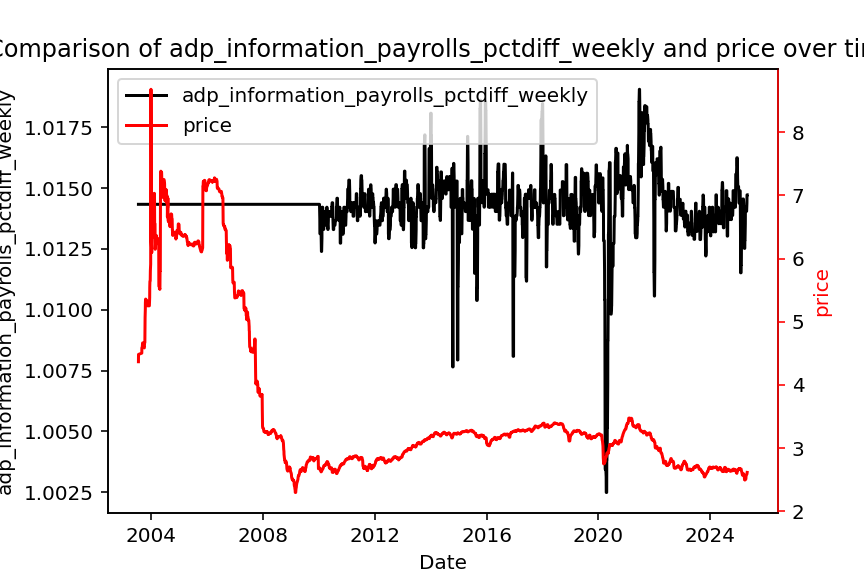 Comparison of adp_information_payrolls_pctdiff_weekly and price over
adp_information_payrolls_pctdiff_weekly
price
adp_information_payrolls_pctdiff_weekly
1.0175
1.0150
1.0125
1.0100
1.0075
1.0050
1.0025
8
7
6
5
4
3
2
price
2004 2008 2012 2016 2020 2024
Date